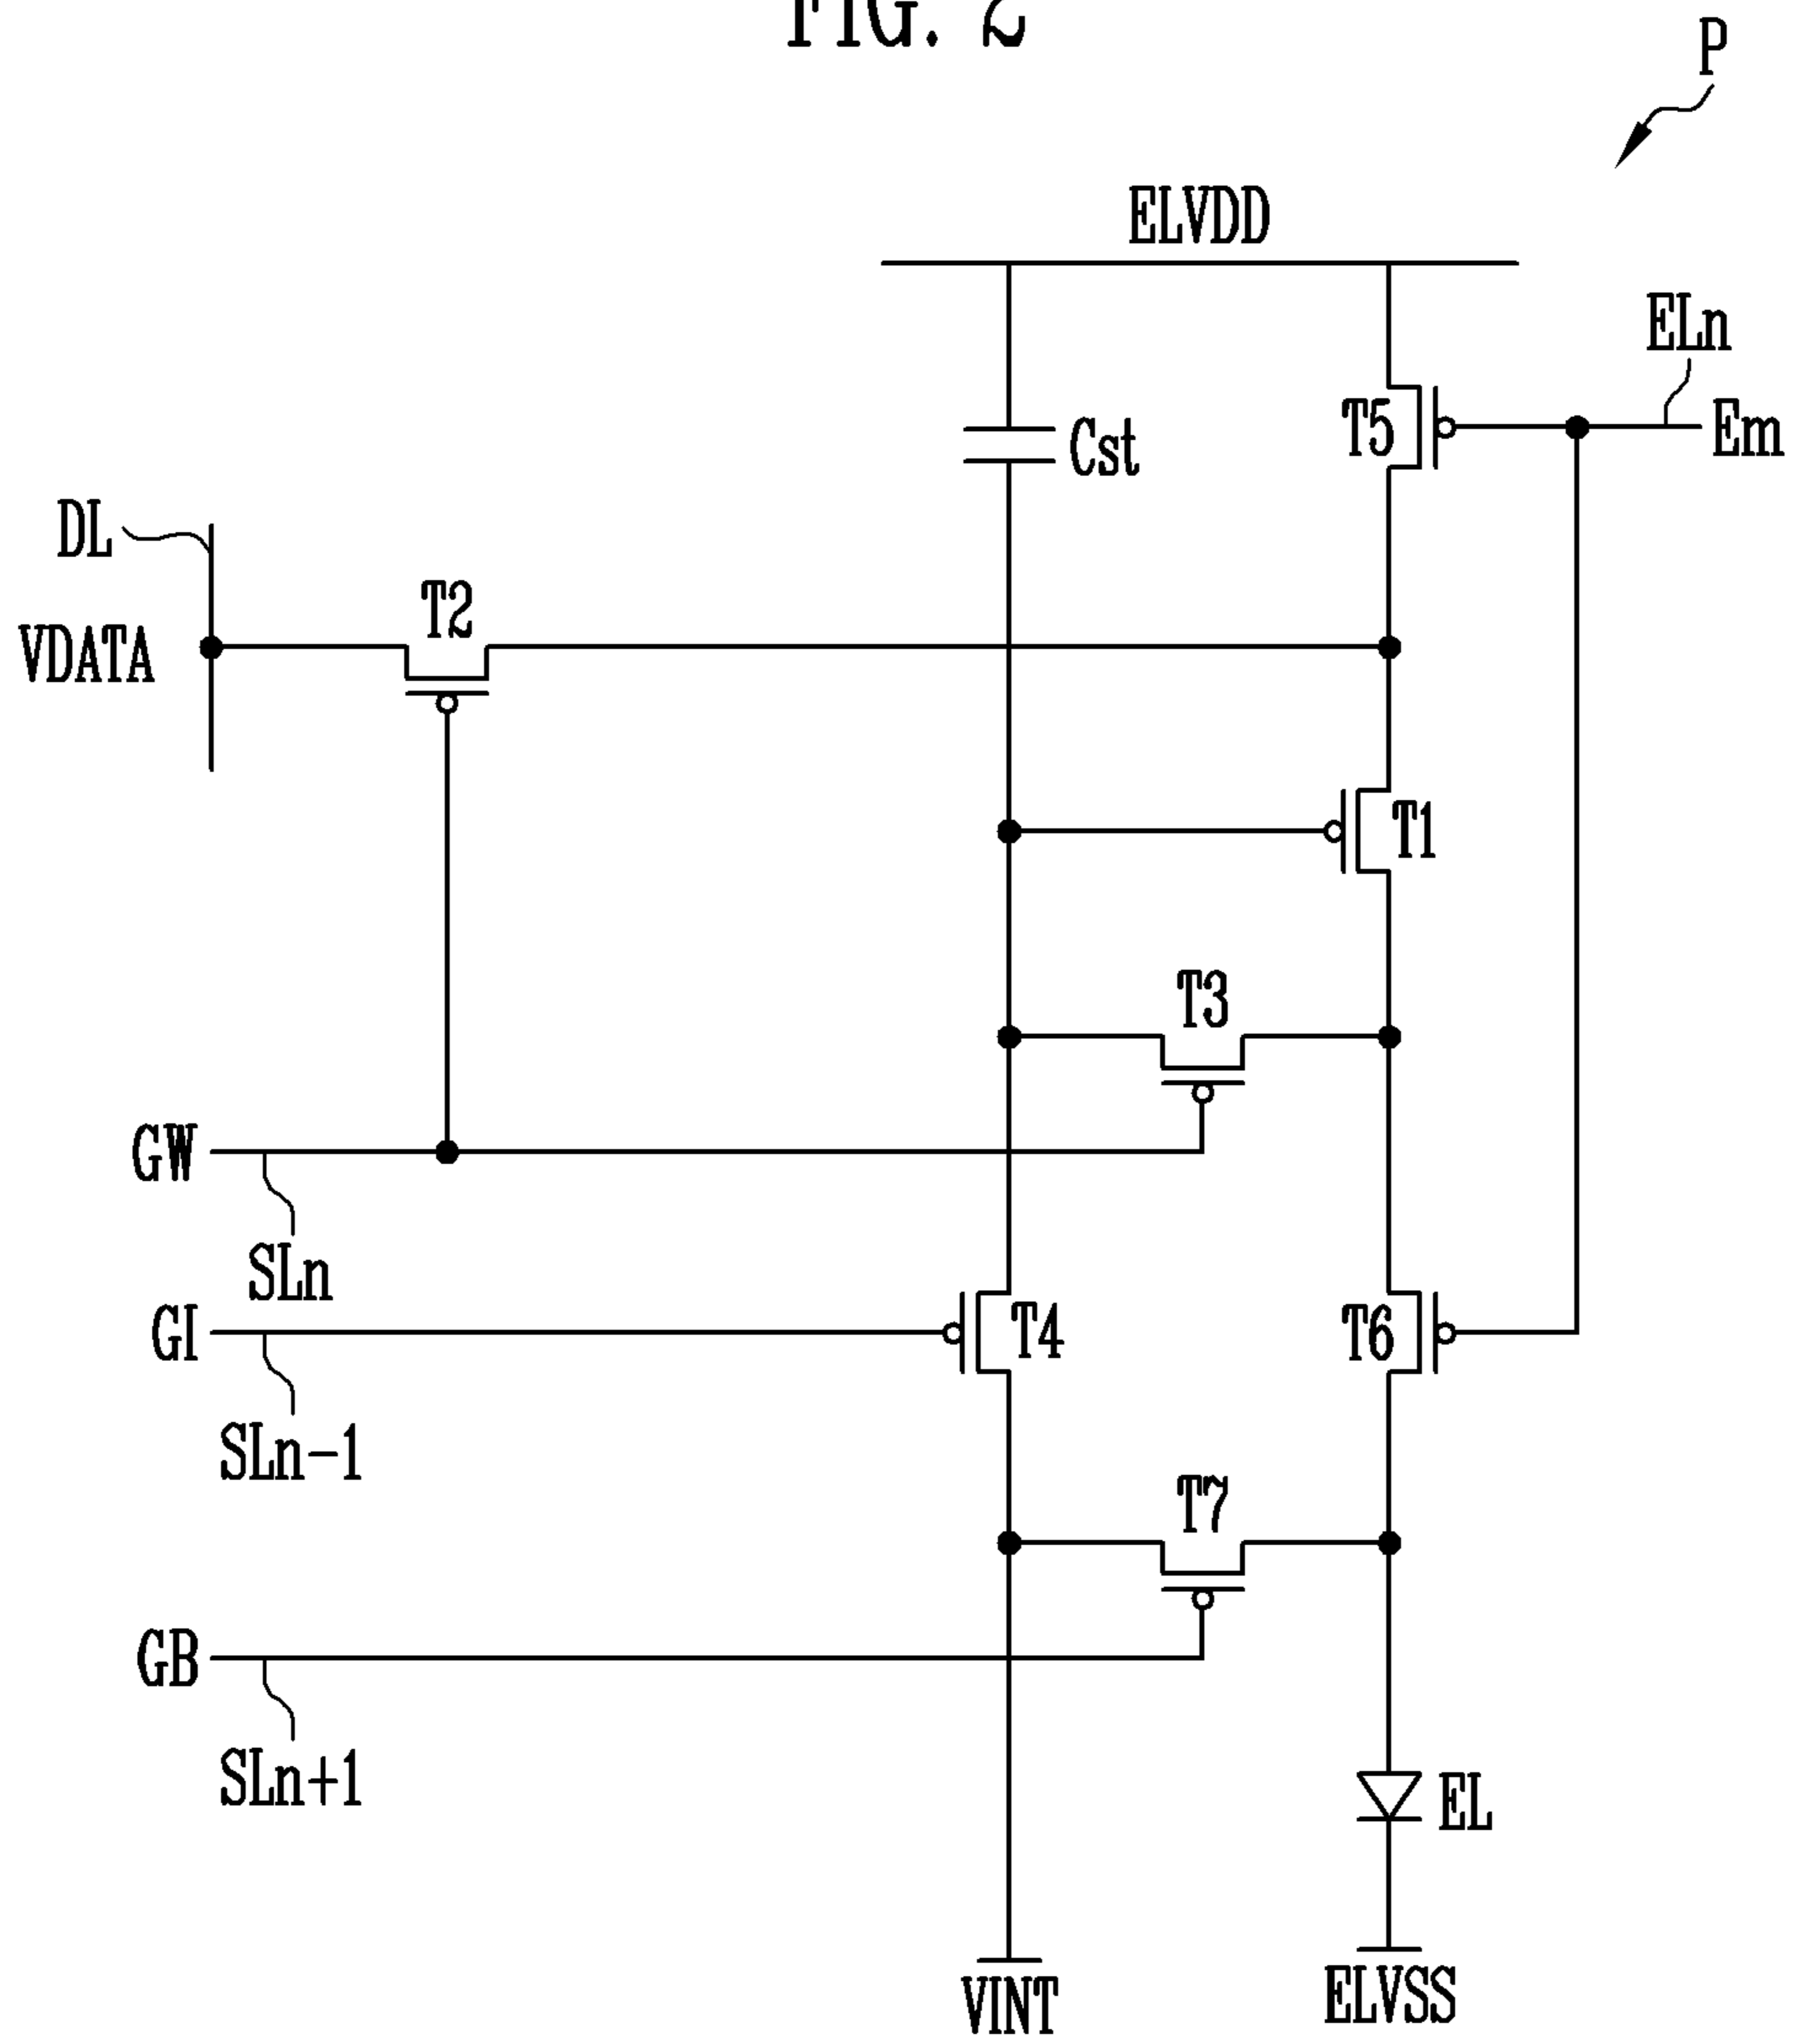 FIG. 2
P
ELVDD
ELn
T5
Em
Cst
DL
T2
VDATA
T1
T3
GW
SLn
GI
T4
T6
SLn-1
T7
GB
SLn+1
EL
VINT
ELVSS